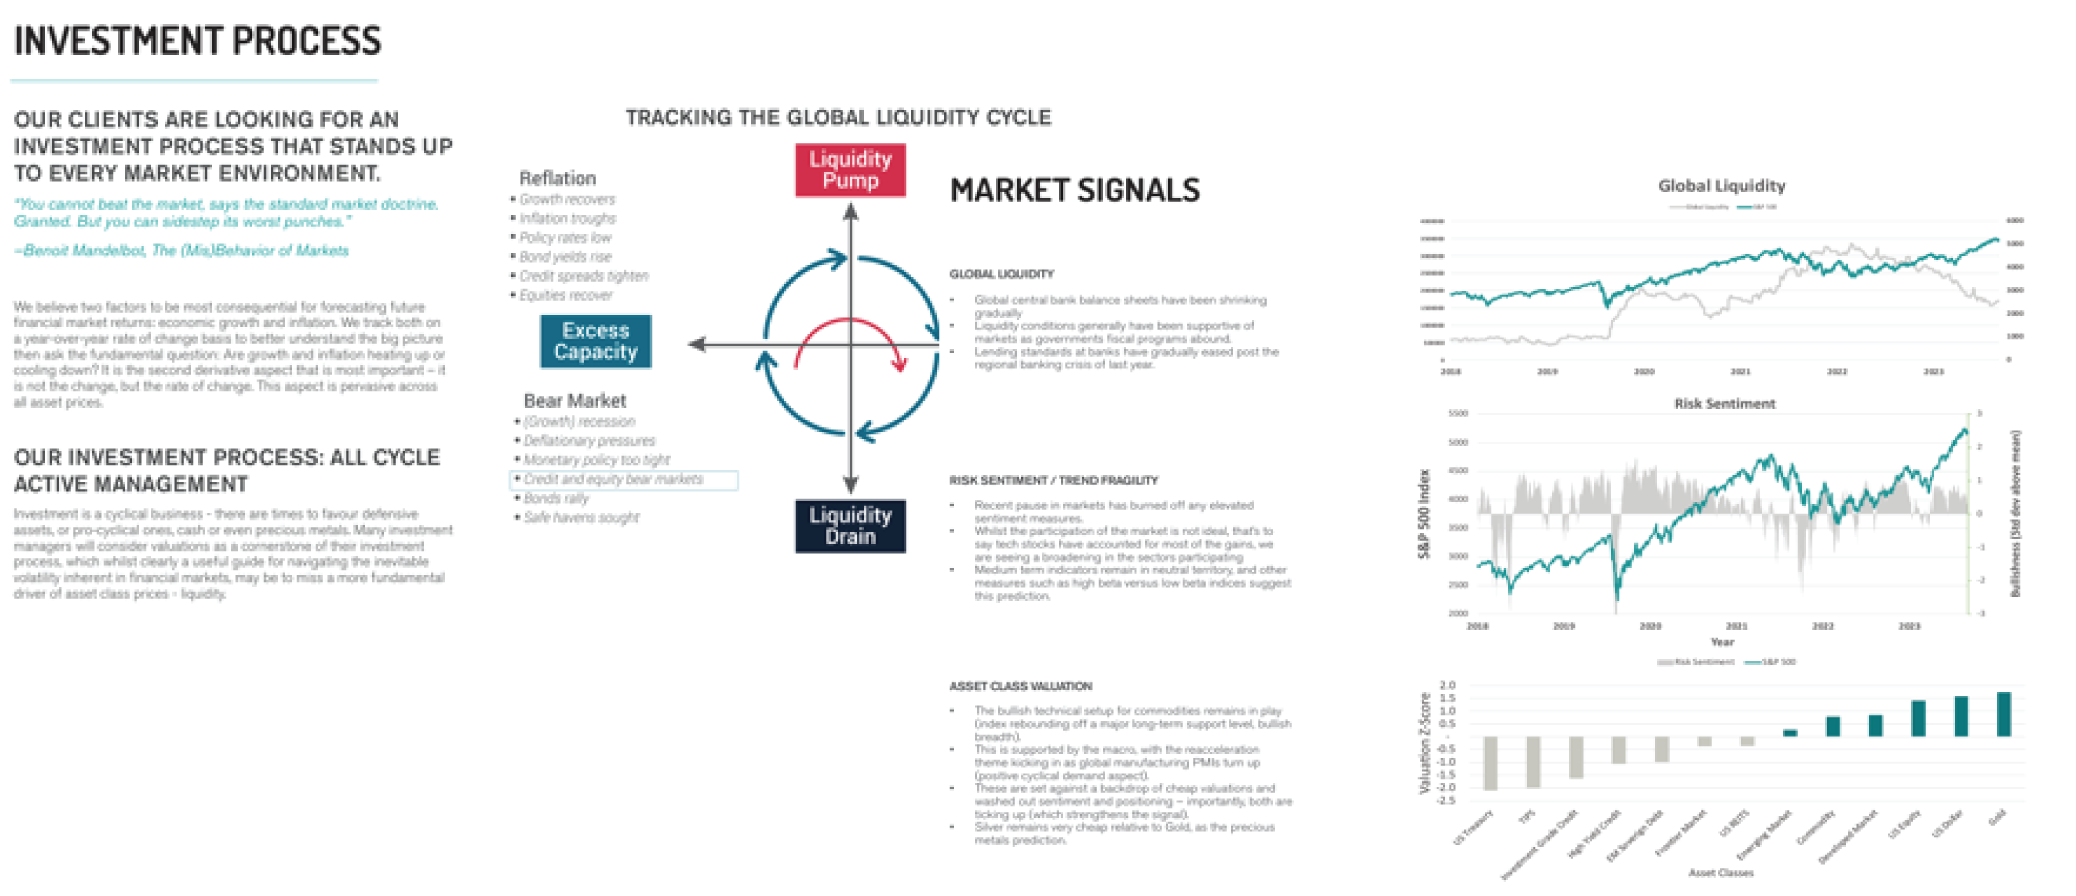 INVESTMENT PROCESS
OUR CLIENTS ARE LOOKING FOR AN
INVESTMENT PROCESS THAT STANDS UP
TO EVERY MARKET ENVIRONMENT.
"You cannot beat the market, says the standard market doctrine.
Granted. But you can sidestep its worst punches."
–Benoit Mandelbot, The (Mis)Behavior of Markets
We believe two factors to be most consequential for forecasting future
financial market returns: economic growth and inflation. We track both on
a year-over-year rate of change basis to better understand the big picture
then ask the fundamental question: Are growth and inflation heating up or
cooling down? It is the second derivative aspect that is most important – it
is not the change, but the rate of change. This aspect is pervasive across
all asset prices.
OUR INVESTMENT PROCESS: ALL CYCLE
ACTIVE MANAGEMENT
Investment is a cyclical business - there are times to favour defensive
assets, or pro-cyclical ones, cash or even precious metals. Many investment
managers will consider valuations as a cornerstone of their investment
process, which whilst clearly a useful guide for navigating the inevitable
volatility inherent in financial markets, may be to miss a more fundamental
driver of asset class prices - liquidity.
TRACKING THE GLOBAL LIQUIDITY CYCLE
Liquidity
Pump
Reflation
• Growth recovers
• Inflation troughs
• Policy rates low
• Bond yields rise
• Credit spreads tighten
• Equities recover
Excess
Capacity
Bear Market
• (Growth) recession
• Deflationary pressures
• Monetary policy too tight
• Credit and equity bear markets
• Bonds rally
• Safe havens sought
Liquidity
Drain
MARKET SIGNALS
GLOBAL LIQUIDITY
• Global central bank balance sheets have been shrinking
gradually
• Liquidity conditions generally have been supportive of
markets as governments fiscal programs abound.
• Lending standards at banks have gradually eased post the
regional banking crisis of last year.
RISK SENTIMENT / TREND FRAGILITY
• Recent pause in markets has burned off any elevated
sentiment measures.
• Whilst the participation of the market is not ideal, that's to
say tech stocks have accounted for most of the gains, we
are seeing a broadening in the sectors participating
• Medium term indicators remain in neutral territory, and other
measures such as high beta versus low beta indices suggest
this prediction.
ASSET CLASS VALUATION
• The bullish technical setup for commodities remains in play
(index rebounding off a major long-term support level, bullish
breadth).
• This is supported by the macro, with the reacceleration
theme kicking in as global manufacturing PMIs turn up
(positive cyclical demand aspect).
• These are set against a backdrop of cheap valuations and
washed out sentiment and positioning – importantly, both are
ticking up (which strengthens the signal).
• Silver remains very cheap relative to Gold, as the precious
metals prediction.
Global Liquidity
Global Liquidity S&P 500
6000
5000
4000
3000
2000
1000
0
2018 2019 2020 2021 2022 2023
Risk Sentiment
S&P 500 Index
5500
5000
4500
4000
3500
3000
2500
2000
3
2
1
0
-1
-2
-3
Bullishness (Std dev above mean)
2018 2019 2020 2021 2022 2023
Year
Risk Sentiment S&P 500
Valuation Z-Score
2.0
1.5
1.0
0.5
-
-0.5
-1.0
-1.5
-2.0
-2.5
US Treasury
TIPS
Investment Grade Credit
High Yield Credit
EM Soverign Debt
Frontier Market
US REITS
Emerging Market
Commodity
Developed Market
US Equity
US Dollar
Gold
Asset Classes